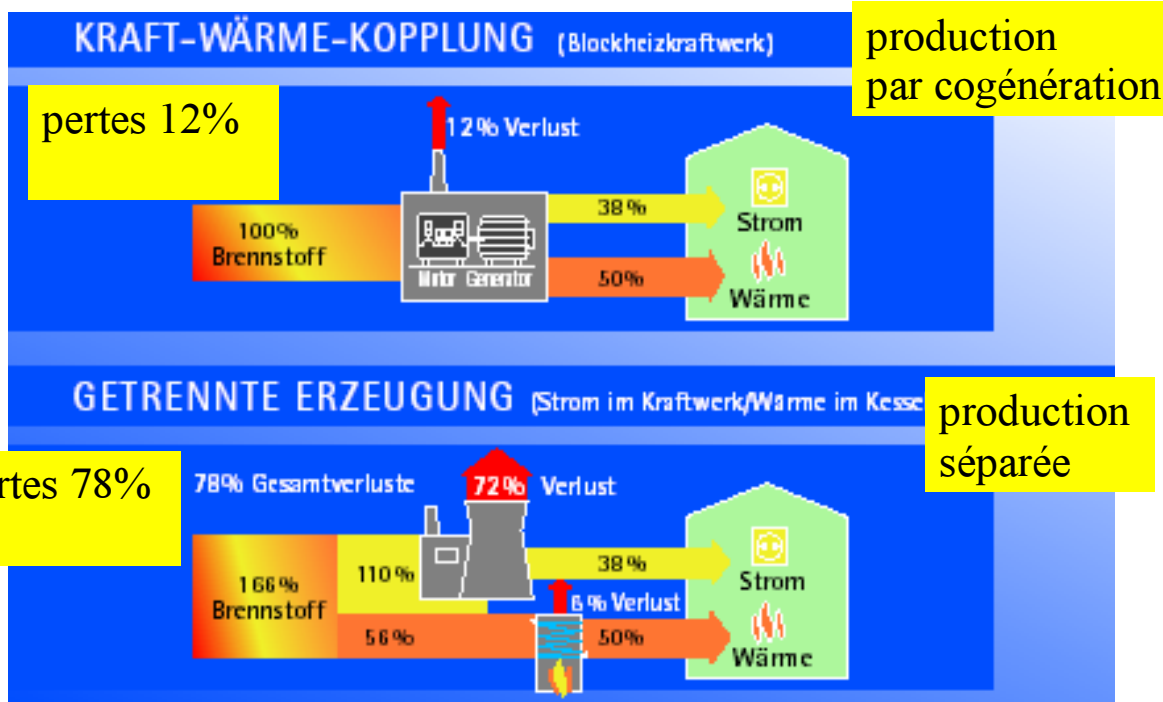 KRAFT-WÄRME-KOPPLUNG (Blockheizkraftwerk)
production
par cogénération
pertes 12%
12% Verlust
100%
Brennstoff
Motor Generator
38%
50%
Strom
Wärme
GETRENNTE ERZEUGUNG (Strom im Kraftwerk/Wärme im Kesse
production
séparée
rtes 78%
78% Gesamtverluste
72% Verlust
166%
Brennstoff
110%
56%
38%
6% Verlust
50%
Strom
Wärme